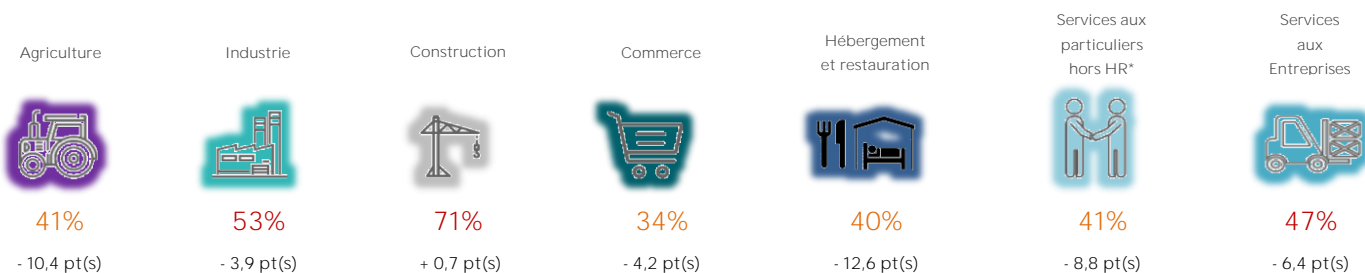 Agriculture
Industrie
Construction
Commerce
Hébergement
et restauration
Services aux
particuliers
hors HR*
Services
aux
Entreprises
41%
53%
71%
34%
40%
41%
47%
- 10,4 pt(s)
- 3,9 pt(s)
+ 0,7 pt(s)
- 4,2 pt(s)
- 12,6 pt(s)
- 8,8 pt(s)
- 6,4 pt(s)